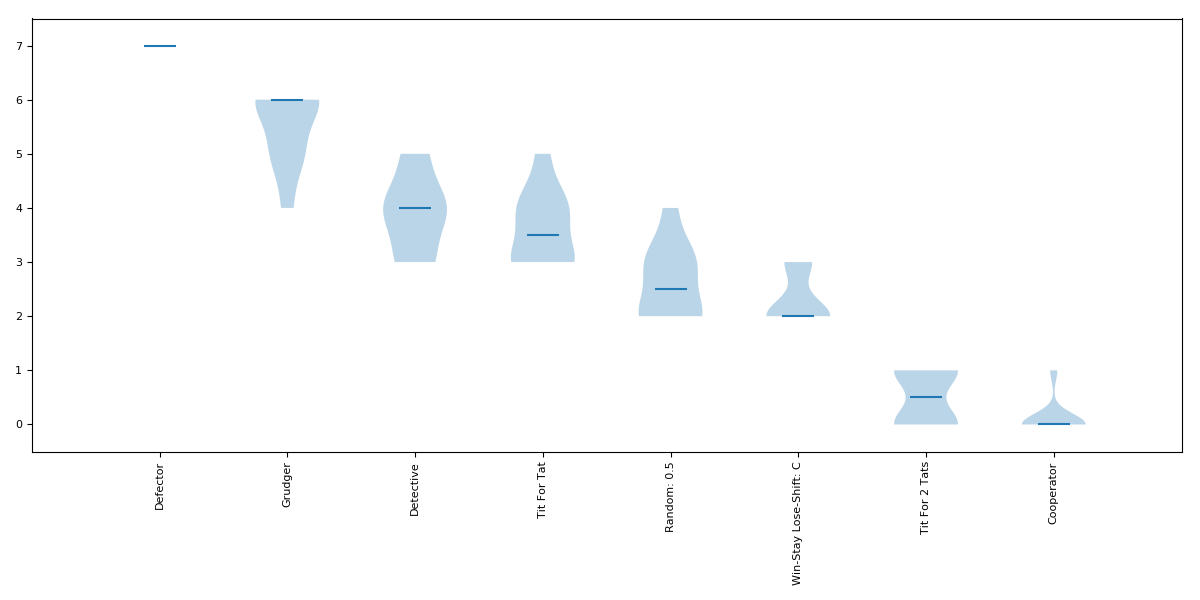 7
6
5
4
3
2
1
0
Defector
Grudger
Detective
Tit For Tat
Random: 0.5
Win-Stay Lose-Shift: C
Tit For 2 Tats
Cooperator